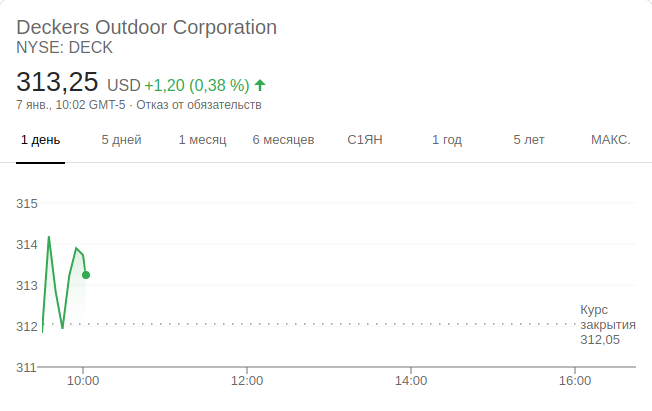 Deckers Outdoor Corporation
NYSE: DECK
313,25 USD +1,20 (0,38 %)
7 янв., 10:02 GMT-5 · Отказ от обязательств
1 день 5 дней 1 месяц 6 месяцев С1ЯН 1 год 5 лет МАКС.
315
314
313
312
311
Курс
закрытия
312,05
10:00 12:00 14:00 16:00